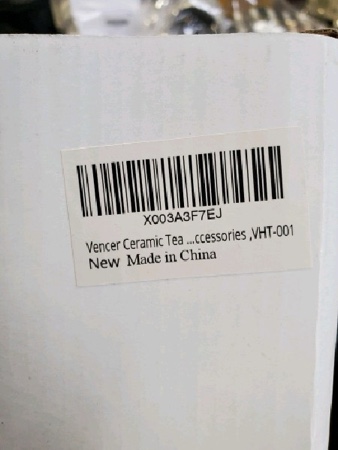 X003A3F7EJ
Vencer Ceramic Tea ...ccessories ,VHT-001
New Made in China